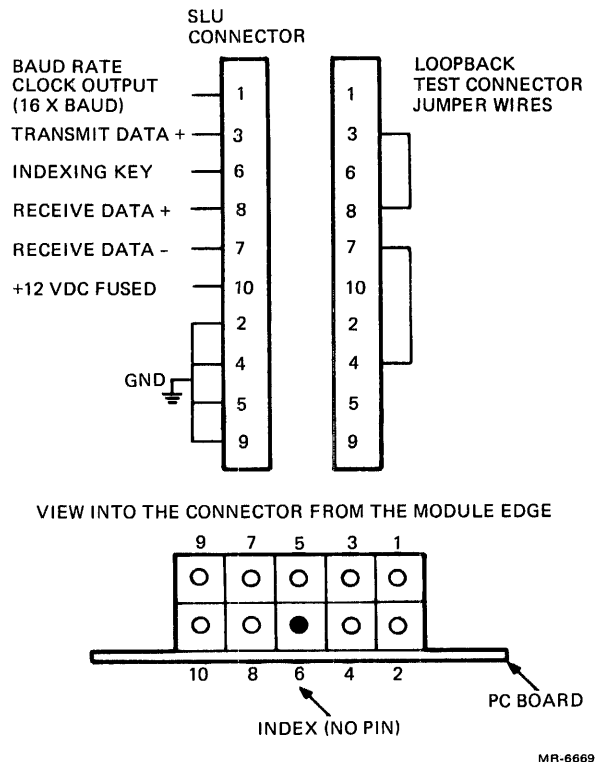 SLU
CONNECTOR
BAUD RATE
CLOCK OUTPUT
(16 X BAUD)
TRANSMIT DATA +
INDEXING KEY
RECEIVE DATA +
RECEIVE DATA -
+12 VDC FUSED
GND
1
3
6
8
7
10
2
4
5
9
LOOPBACK
TEST CONNECTOR
JUMPER WIRES
1
3
6
8
7
10
2
4
5
9
VIEW INTO THE CONNECTOR FROM THE MODULE EDGE
9 7 5 3 1
10 8 6 4 2
PC BOARD
INDEX (NO PIN)
MR-6669